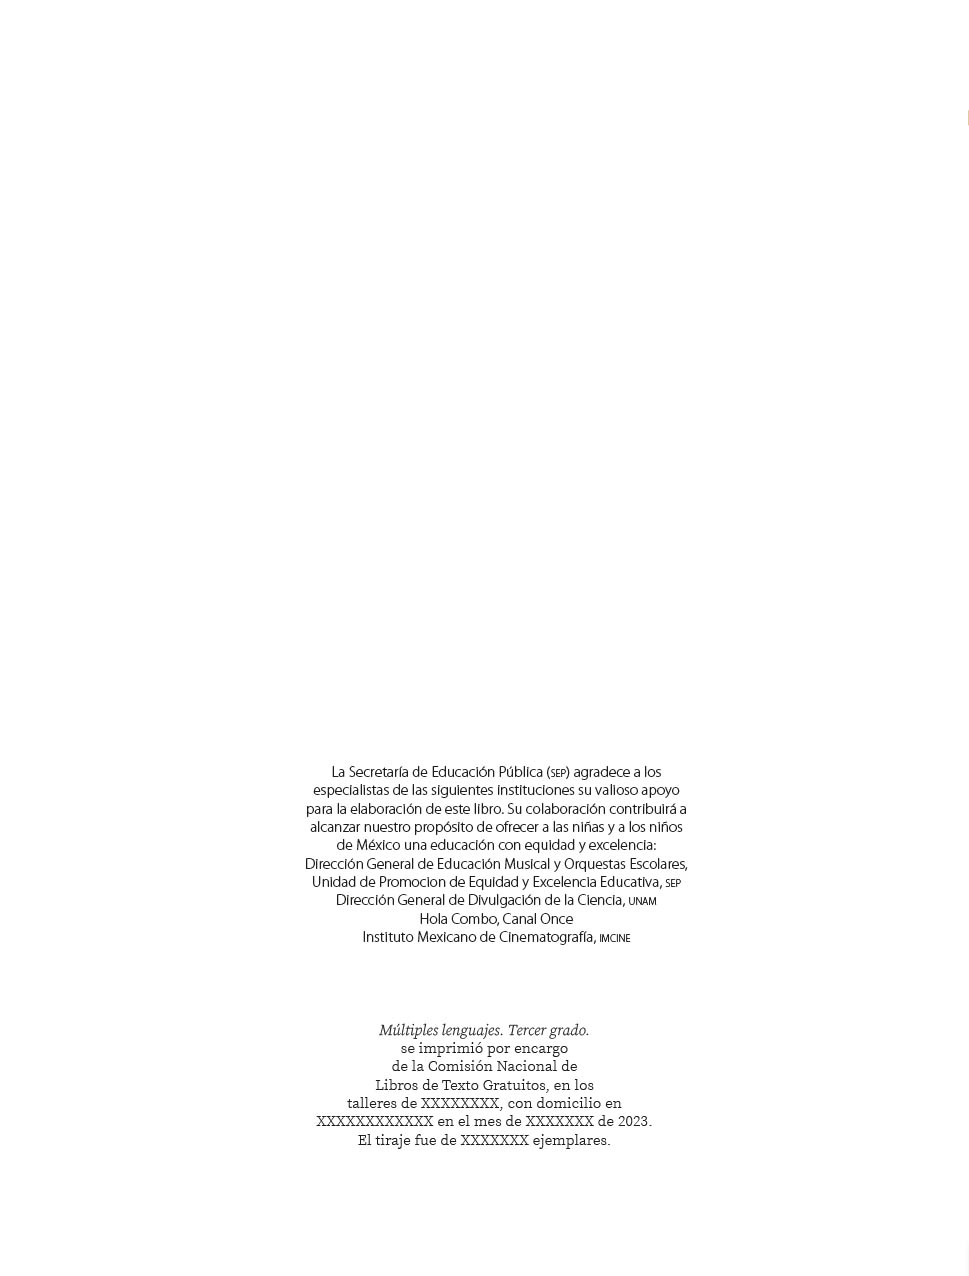 La Secretaría de Educación Pública (SEP) agradece a los
especialistas de las siguientes instituciones su valioso apoyo
para la elaboración de este libro. Su colaboración contribuirá a
alcanzar nuestro propósito de ofrecer a las niñas y a los niños
de México una educación con equidad y excelencia:
Dirección General de Educación Musical y Orquestas Escolares,
Unidad de Promocion de Equidad y Excelencia Educativa, SEP
Dirección General de Divulgación de la Ciencia, UNAM
Hola Combo, Canal Once
Instituto Mexicano de Cinematografía, IMCINE
Múltiples lenguajes. Tercer grado.
se imprimió por encargo
de la Comisión Nacional de
Libros de Texto Gratuitos, en los
talleres de XXXXXXXX, con domicilio en
XXXXXXXXXXXX en el mes de XXXXXXX de 2023.
El tiraje fue de XXXXXXX ejemplares.